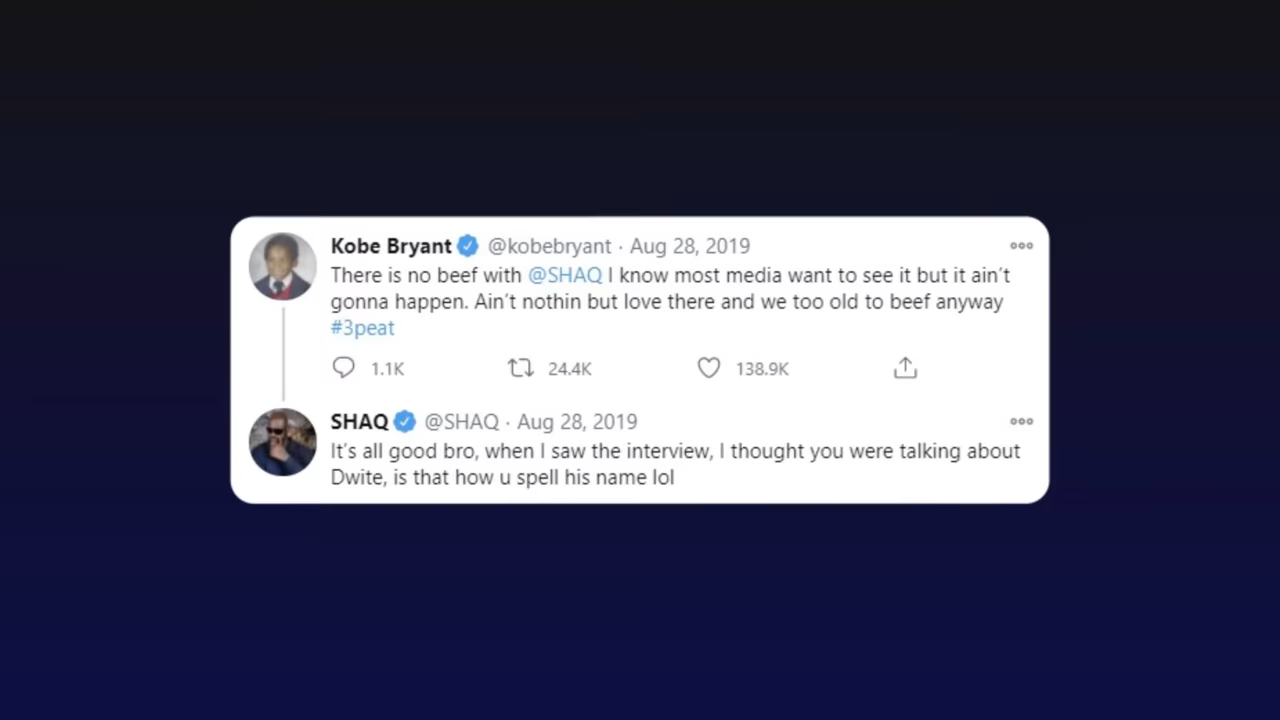 Kobe Bryant @kobebryant · Aug 28, 2019
There is no beef with @SHAQ I know most media want to see it but it ain't
gonna happen. Ain't nothin but love there and we too old to beef anyway
#3peat
1.1K 24.4K 138.9K
SHAQ @SHAQ · Aug 28, 2019
It's all good bro, when I saw the interview, I thought you were talking about
Dwite, is that how u spell his name lol